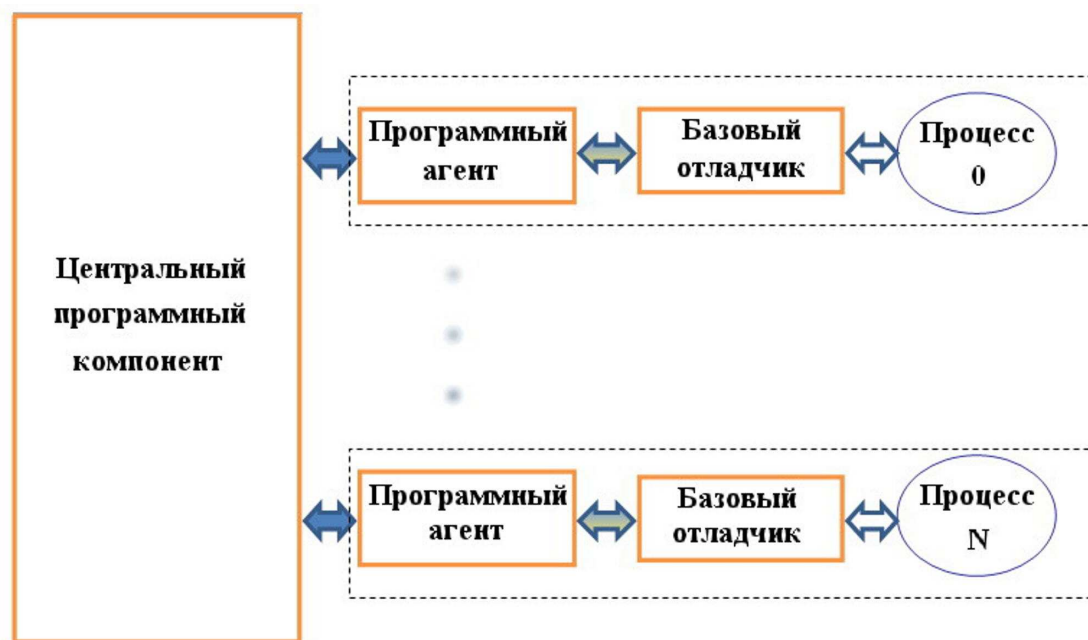 Программный
агент
Базовый
отладчик
Процесс
0
Центральный
программный
компонент
Программный
агент
Базовый
отладчик
Процесс
N